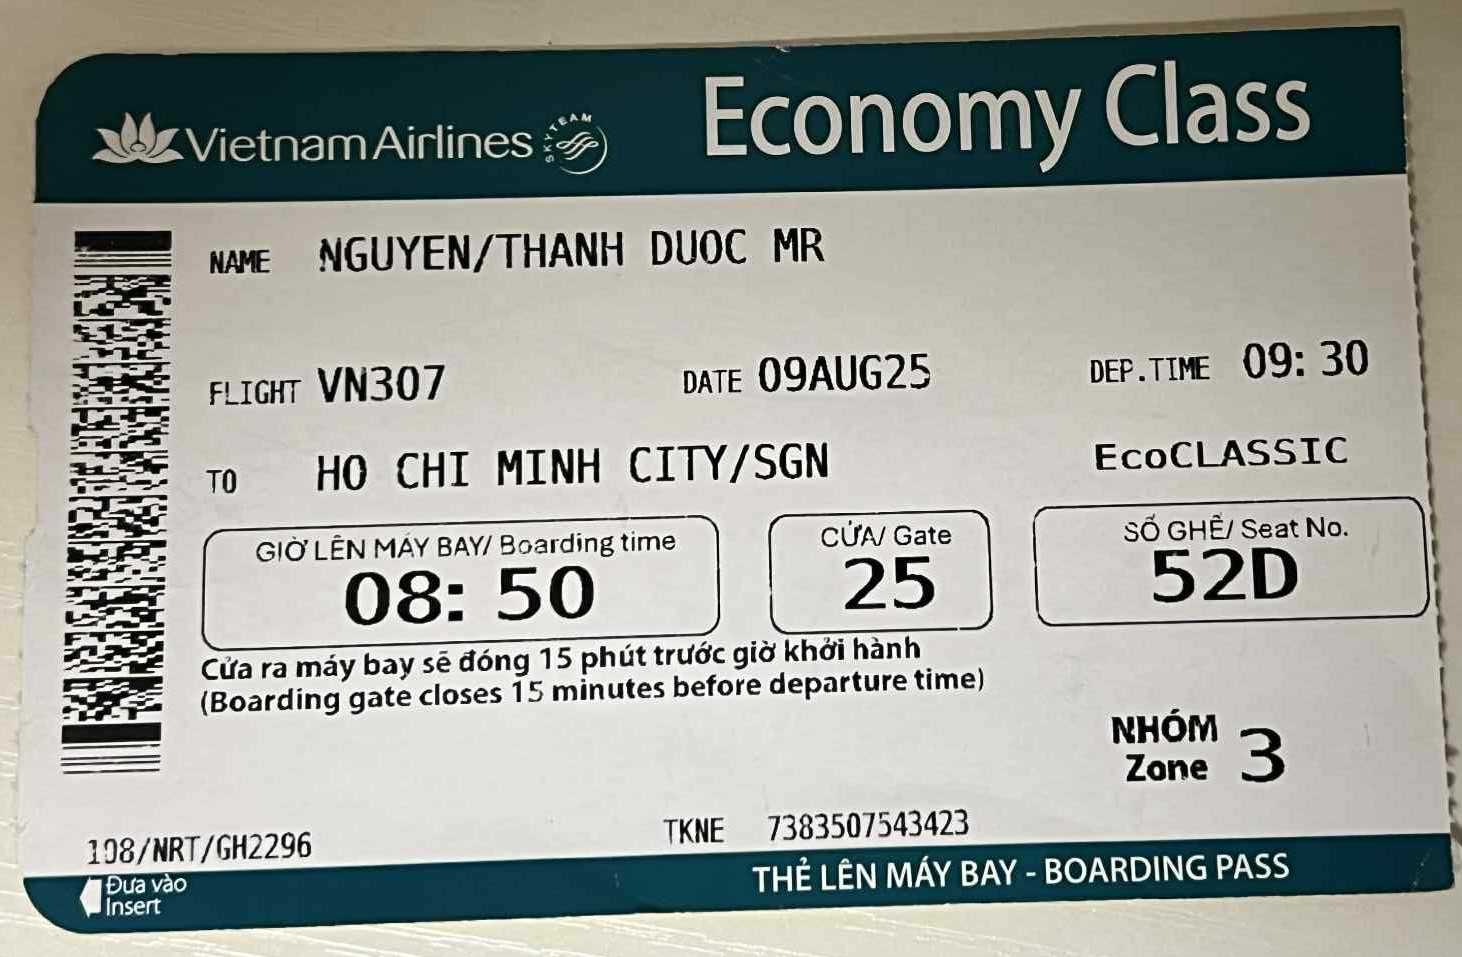 Vietnam Airlines SKYTEAM Economy Class
NAME NGUYEN/THANH DUOC MR
FLIGHT VN307 DATE 09AUG25 DEP.TIME 09:30
TO HO CHI MINH CITY/SGN EcoCLASSIC
GIỜ LÊN MÁY BAY/ Boarding time CỬA/ Gate SỐ GHẾ/ Seat No.
08:50 25 52D
Cửa ra máy bay sẽ đóng 15 phút trước giờ khởi hành
(Boarding gate closes 15 minutes before departure time)
NHÓM
Zone 3
108/NRT/GH2296 TKNE 7383507543423
Đưa vào
Insert
THẺ LÊN MÁY BAY - BOARDING PASS